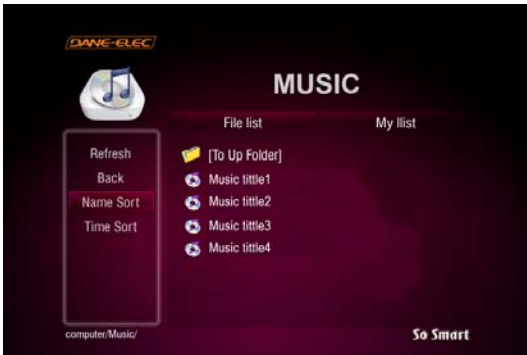 DANE-ELEC
MUSIC
File list
My llist
Refresh
Back
Name Sort
Time Sort
[To Up Folder]
Music tittle1
Music tittle2
Music tittle3
Music tittle4
computer/Music/
So Smart